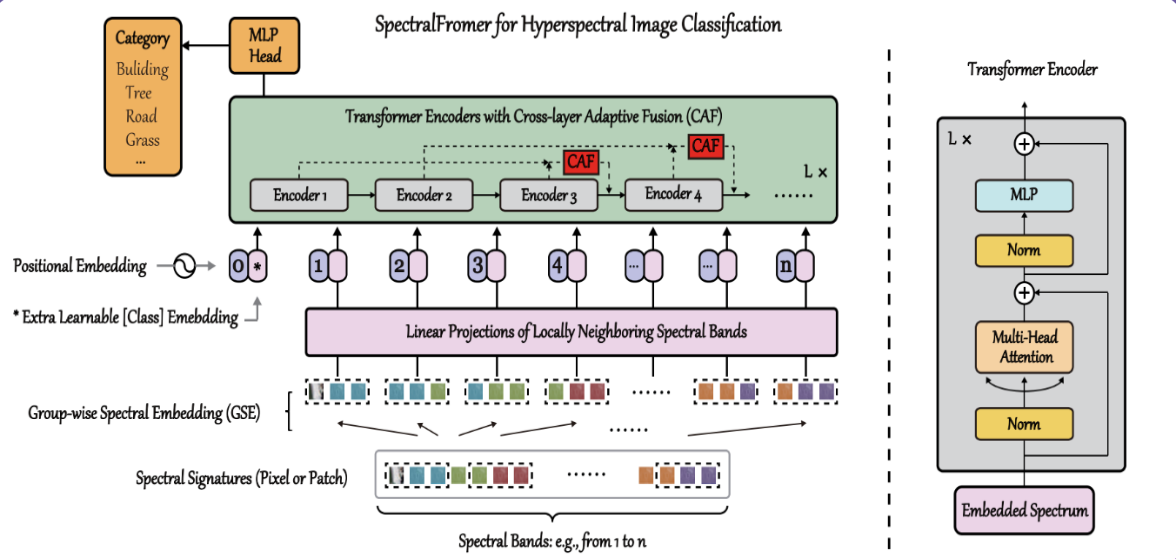 SpectralFromer for Hyperspectral Image Classification
Category
Buliding
Tree
Road
Grass
...
MLP
Head
Transformer Encoders with Cross-layer Adaptive Fusion (CAF)
CAF
CAF
L ×
Encoder 1
Encoder 2
Encoder 3
Encoder 4
......
Positional Embedding
0 *
1
2
3
4
...
...
n
* Extra Learnable [Class] Emebdding
Linear Projections of Locally Neighboring Spectral Bands
......
Group-wise Spectral Embedding (GSE)
......
Spectral Signatures (Pixel or Patch)
......
Spectral Bands: e.g., from 1 to n
Transformer Encoder
L ×
+
MLP
Norm
+
Multi-Head
Attention
Norm
Embedded Spectrum